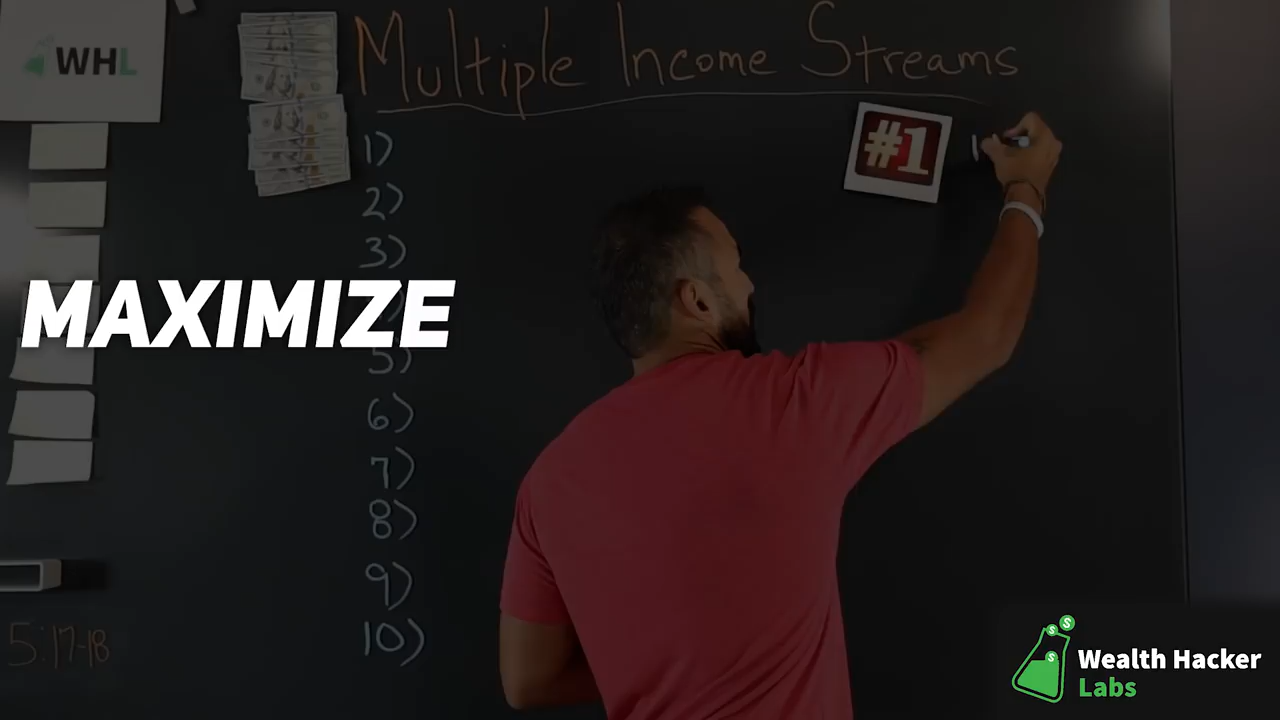 WHL
Multiple Income Streams
#1
1)
2)
3)
MAXIMIZE
5)
6)
7)
8)
9)
10)
5:17-18
Wealth Hacker
Labs